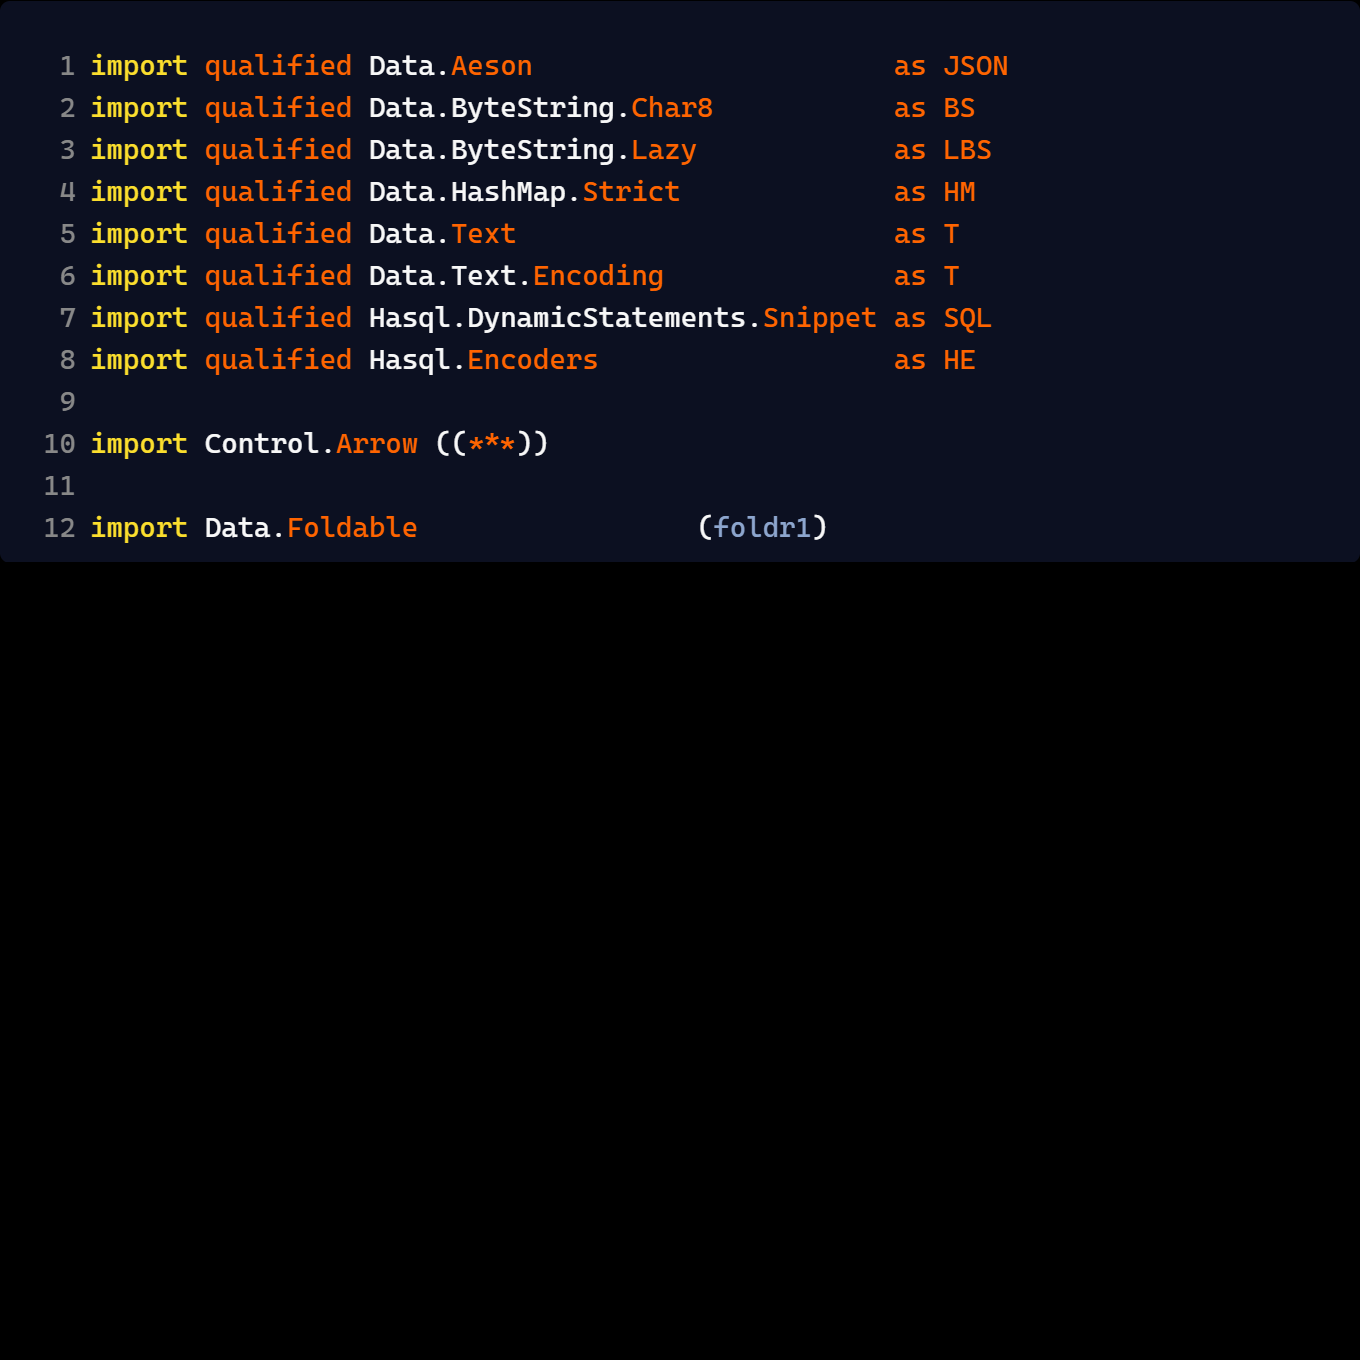 1 import qualified Data.Aeson                      as JSON
2 import qualified Data.ByteString.Char8           as BS
3 import qualified Data.ByteString.Lazy            as LBS
4 import qualified Data.HashMap.Strict             as HM
5 import qualified Data.Text                       as T
6 import qualified Data.Text.Encoding              as T
7 import qualified Hasql.DynamicStatements.Snippet as SQL
8 import qualified Hasql.Encoders                  as HE
9
10 import Control.Arrow ((***))
11
12 import Data.Foldable                 (foldr1)